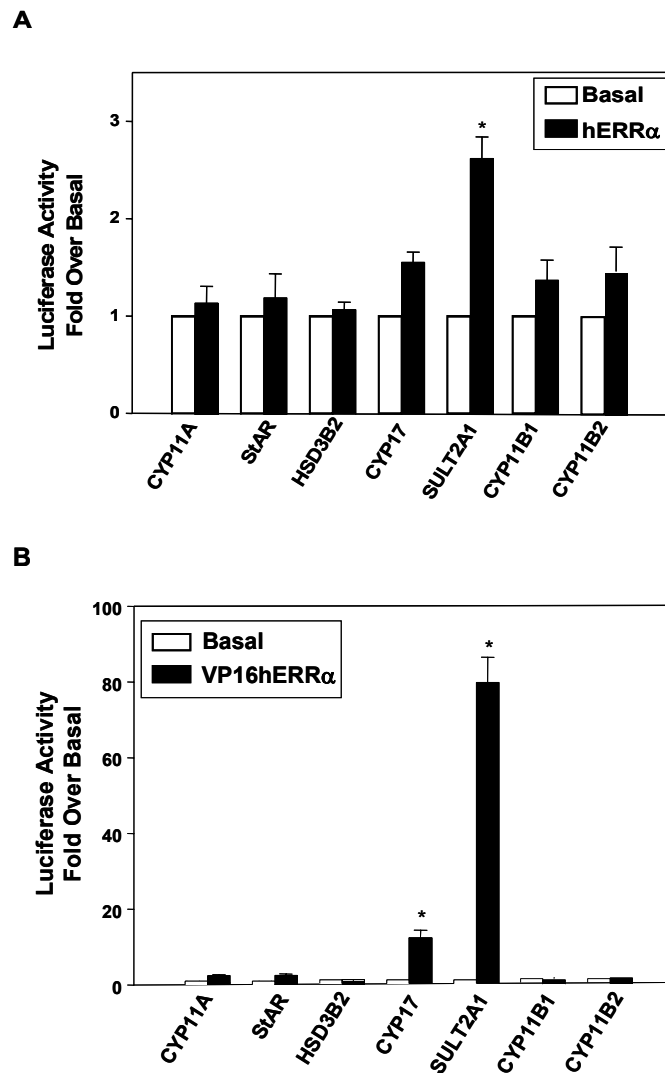 A
Luciferase Activity
Fold Over Basal
3
2
1
0
Basal
hERRα
*
CYP11A
StAR
HSD3B2
CYP17
SULT2A1
CYP11B1
CYP11B2
B
Luciferase Activity
Fold Over Basal
100
80
60
40
20
0
Basal
VP16hERRα
*
*
CYP11A
StAR
HSD3B2
CYP17
SULT2A1
CYP11B1
CYP11B2